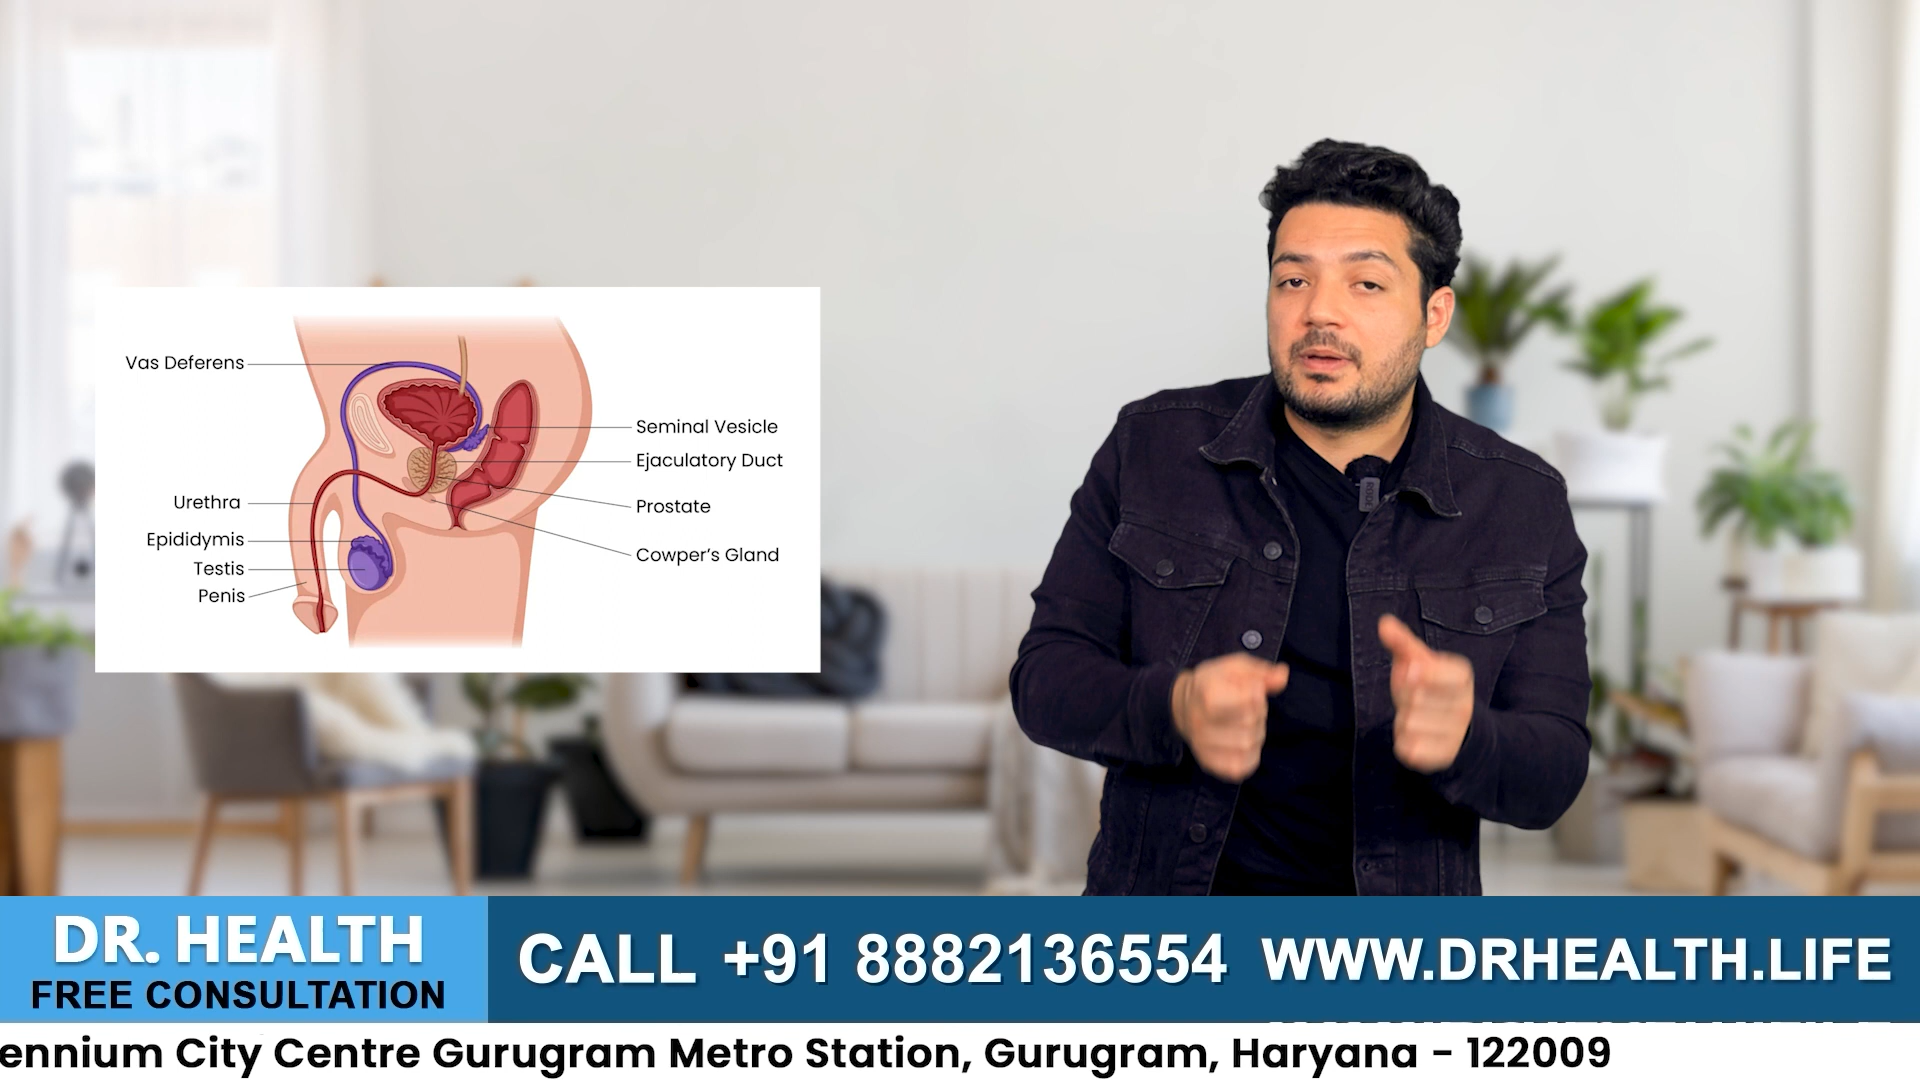 Vas Deferens
Seminal Vesicle
Ejaculatory Duct
Urethra
Prostate
Epididymis
Cowper's Gland
Testis
Penis
DR. HEALTH
FREE CONSULTATION
CALL +91 8882136554
WWW.DRHEALTH.LIFE
ennium City Centre Gurugram Metro Station, Gurugram, Haryana - 122009